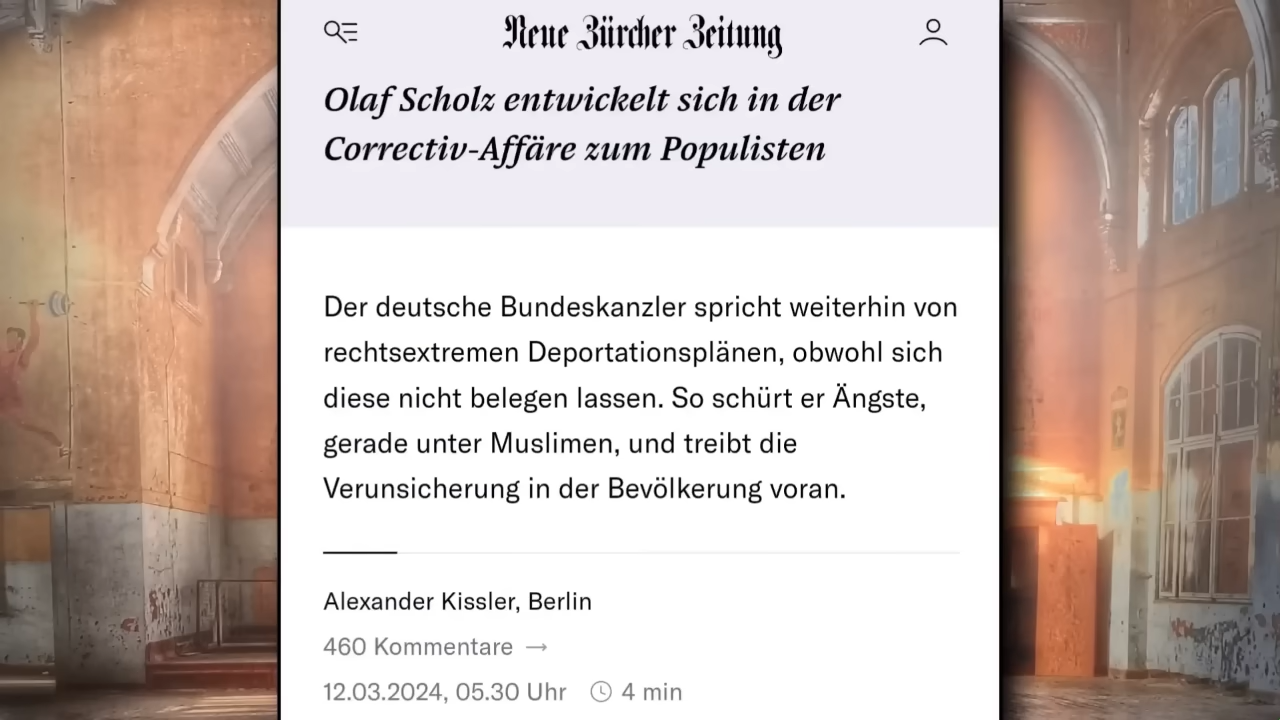 Neue Zürcher Zeitung
Olaf Scholz entwickelt sich in der
Correctiv-Affäre zum Populisten
Der deutsche Bundeskanzler spricht weiterhin von
rechtsextremen Deportationsplänen, obwohl sich
diese nicht belegen lassen. So schürt er Ängste,
gerade unter Muslimen, und treibt die
Verunsicherung in der Bevölkerung voran.
Alexander Kissler, Berlin
460 Kommentare →
12.03.2024, 05.30 Uhr 4 min